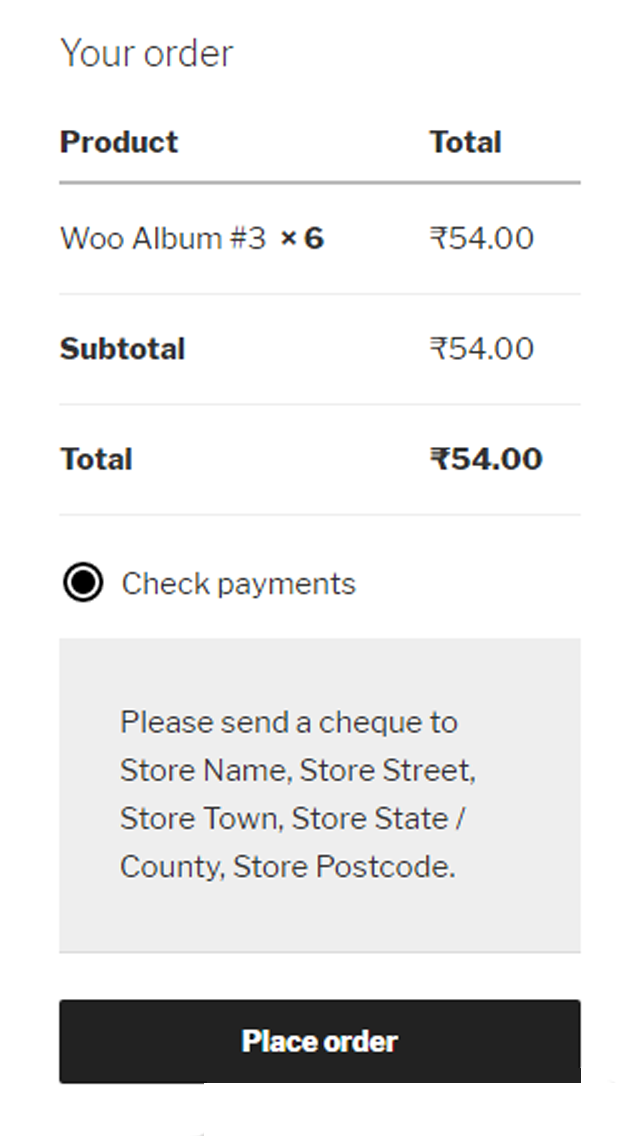 Your order
Product Total
Woo Album #3 × 6 ₹54.00
Subtotal ₹54.00
Total ₹54.00
Check payments
Please send a cheque to
Store Name, Store Street,
Store Town, Store State /
County, Store Postcode.
Place order